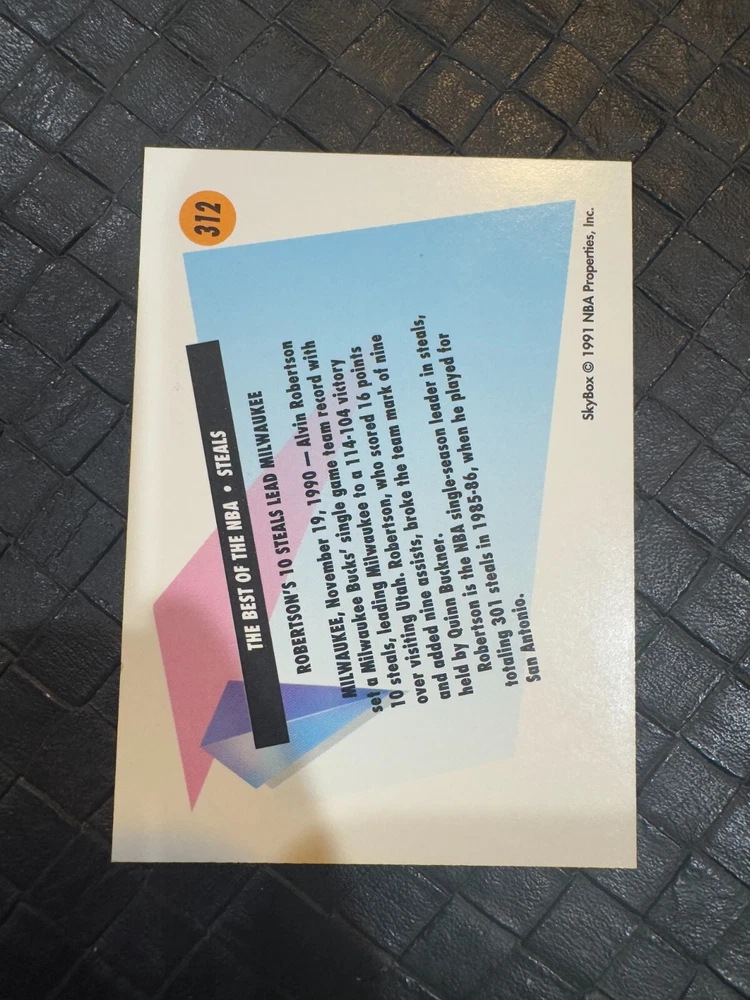 312
THE BEST OF THE NBA • STEALS
ROBERTSON'S 10 STEALS LEAD MILWAUKEE
MILWAUKEE, November 19, 1990 — Alvin Robertson
set a Milwaukee Bucks' single game team record with
10 steals, leading Milwaukee to a 114-104 victory
over visiting Utah. Robertson, who scored 16 points
and added nine assists, broke the team mark of nine
held by Quinn Buckner.
Robertson is the NBA single-season leader in steals,
totaling 301 steals in 1985-86, when he played for
San Antonio.
SkyBox © 1991 NBA Properties, Inc.